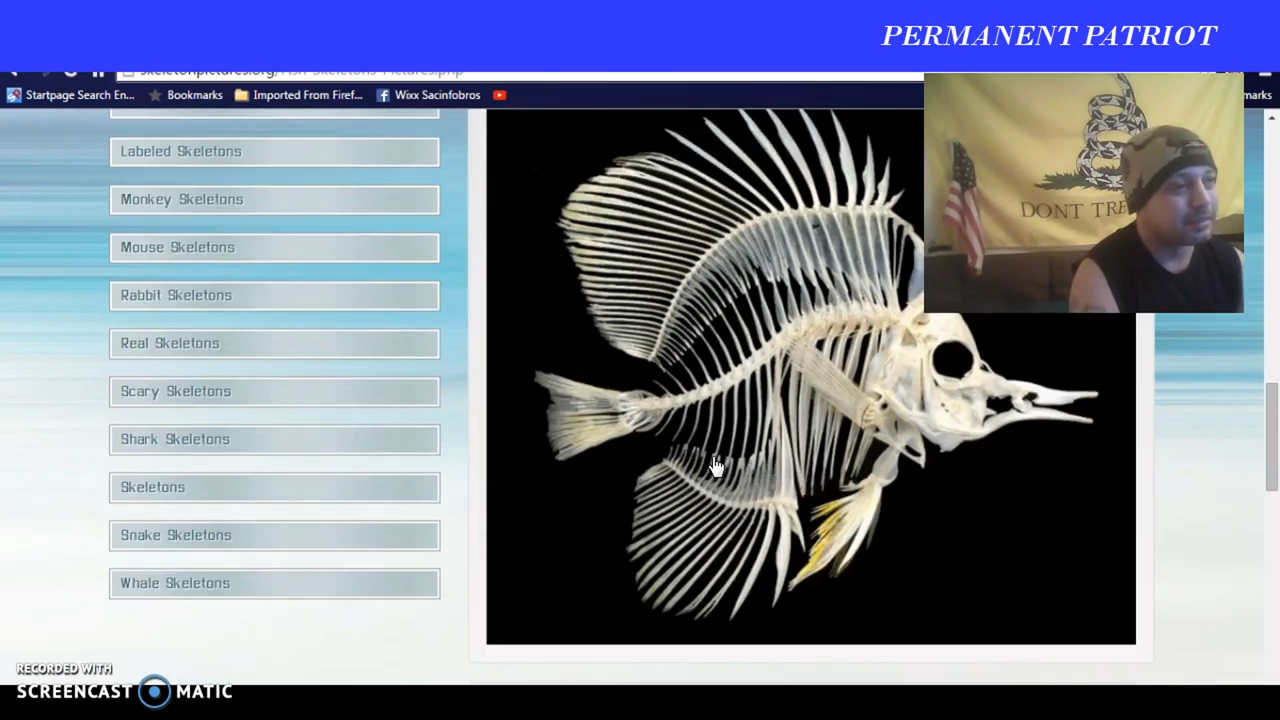 PERMANENT PATRIOT
Startpage Search En...
Bookmarks
Imported From Firef...
Wixx Sacinfobros
marks
Labeled Skeletons
Monkey Skeletons
Mouse Skeletons
Rabbit Skeletons
Real Skeletons
Scary Skeletons
Shark Skeletons
Skeletons
Snake Skeletons
Whale Skeletons
DONT TRE
RECORDED WITH
SCREENCAST MATIC